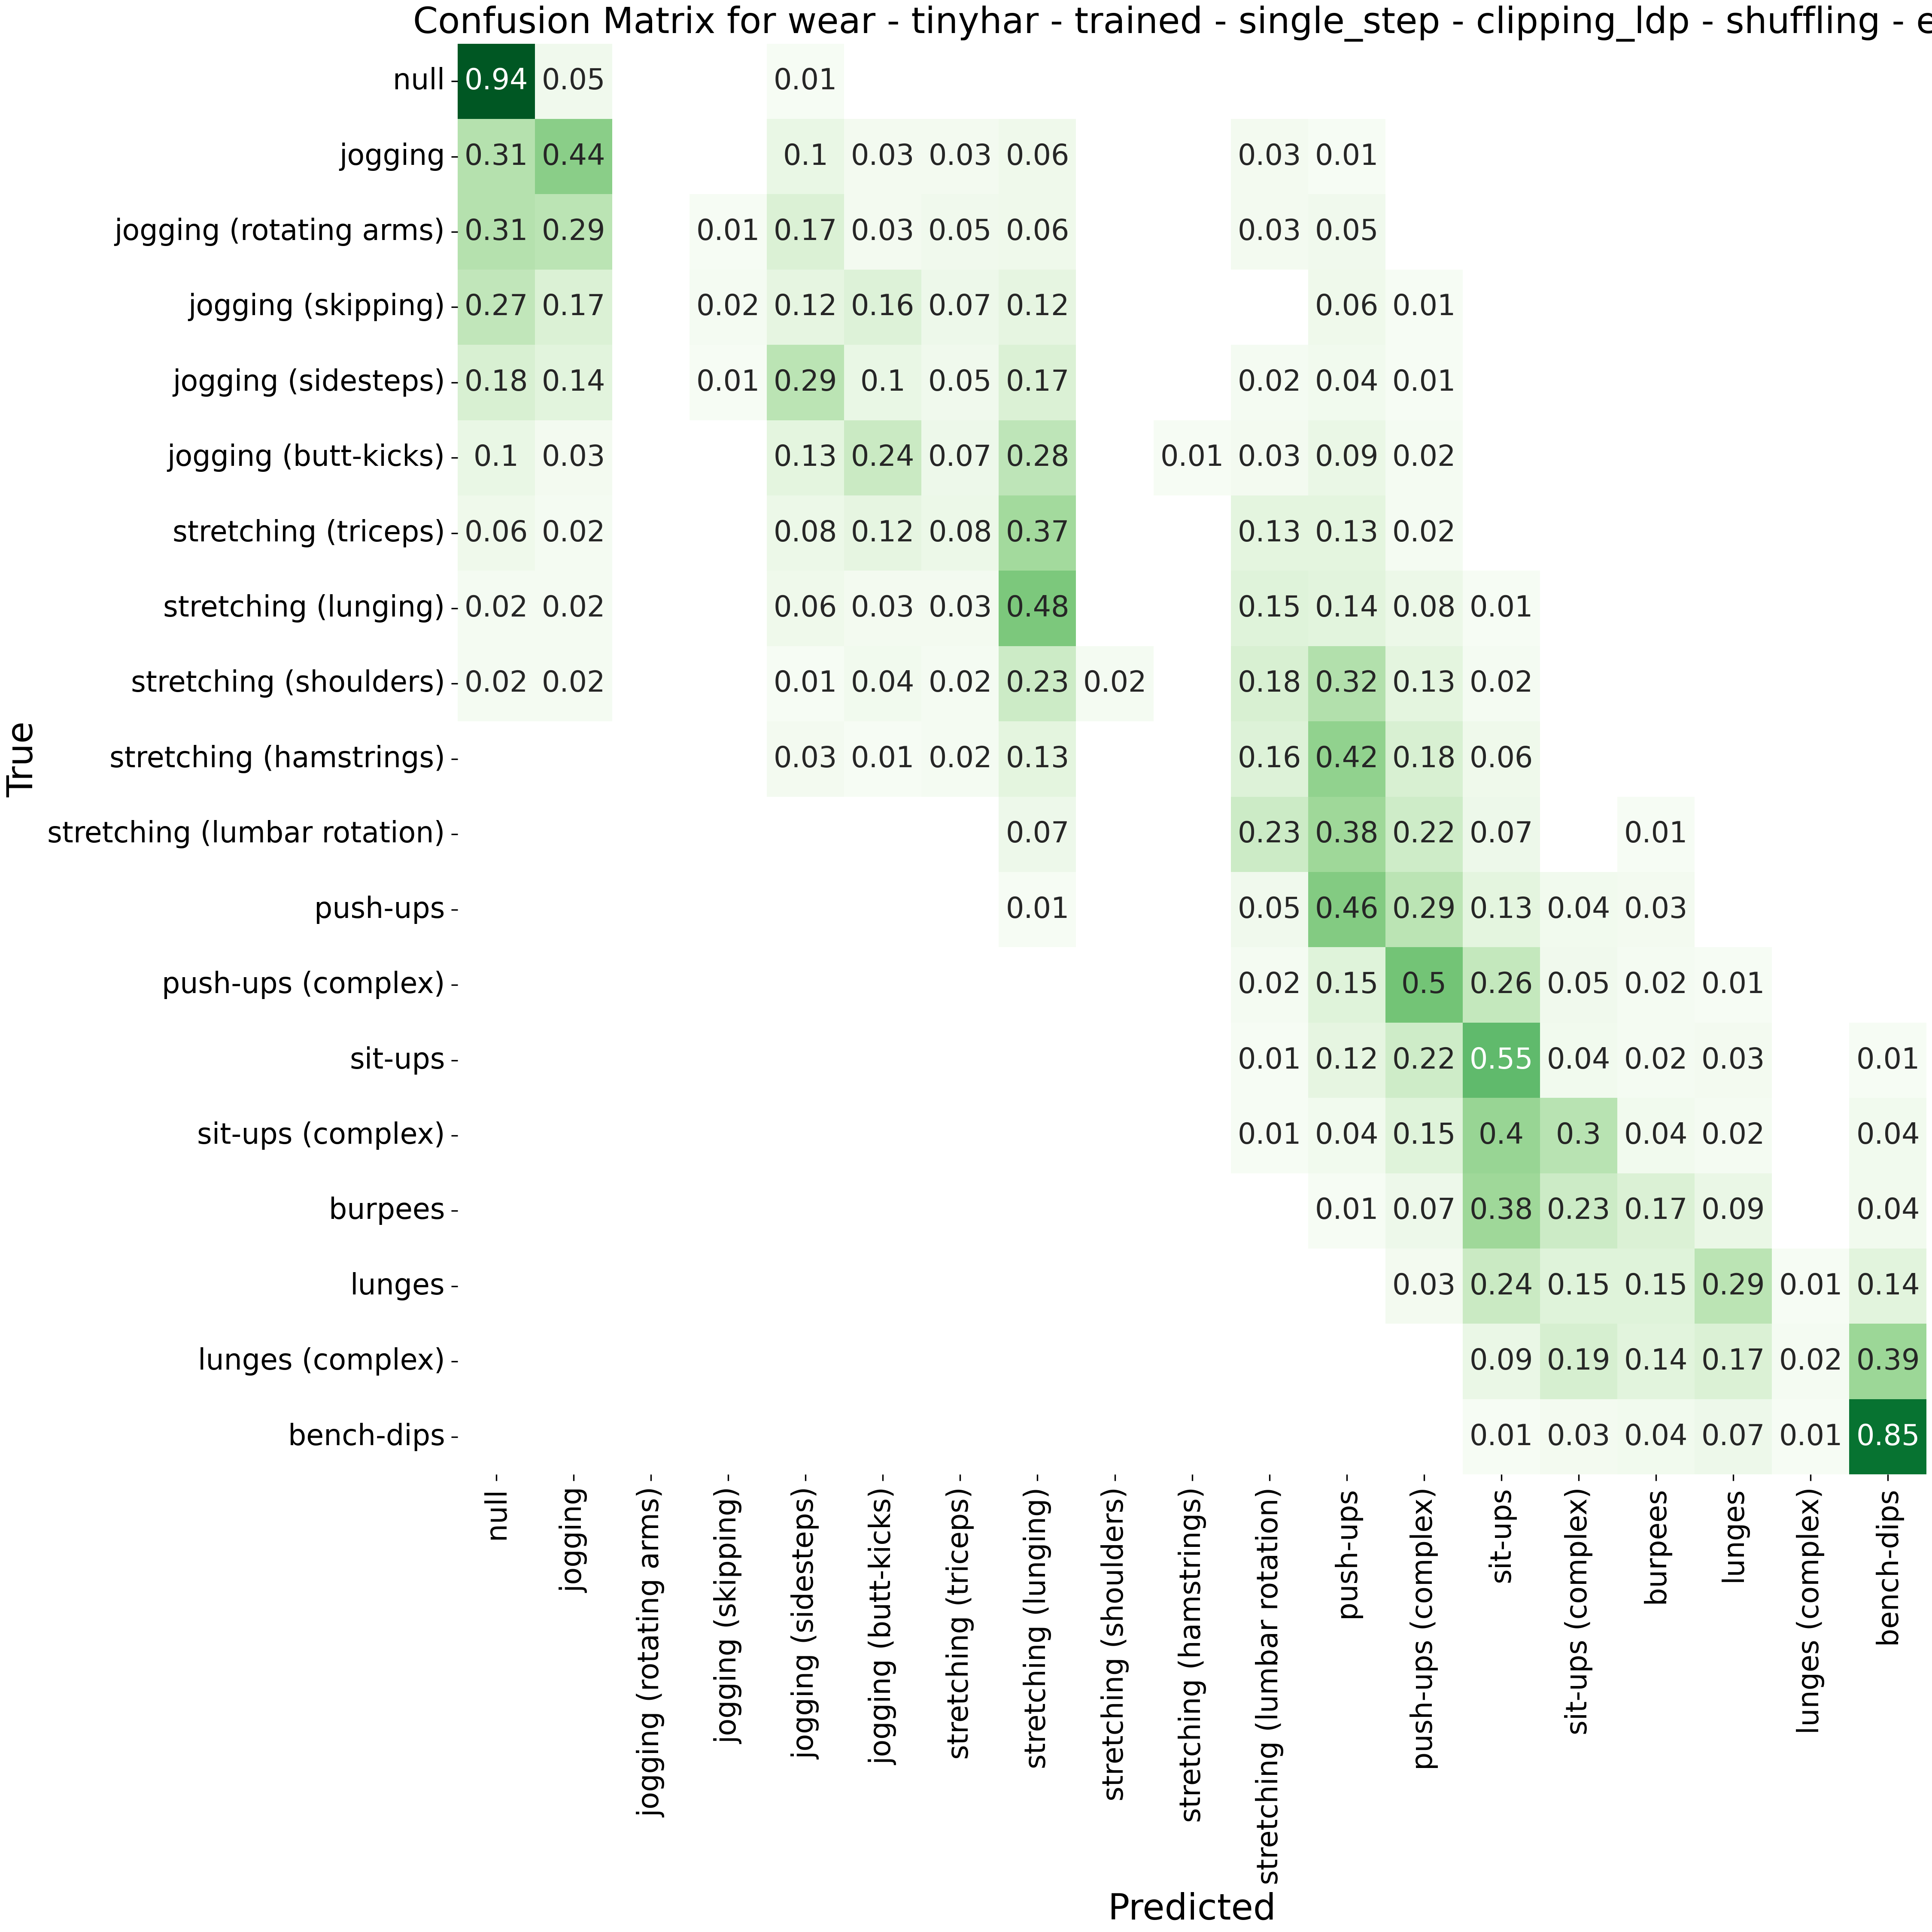 Confusion Matrix for wear - tinyhar - trained - single_step - clipping_ldp - shuffling - e
null 0.94 0.05 0.01
jogging 0.31 0.44 0.1 0.03 0.03 0.06 0.03 0.01
jogging (rotating arms) 0.31 0.29 0.01 0.17 0.03 0.05 0.06 0.03 0.05
jogging (skipping) 0.27 0.17 0.02 0.12 0.16 0.07 0.12 0.06 0.01
jogging (sidesteps) 0.18 0.14 0.01 0.29 0.1 0.05 0.17 0.02 0.04 0.01
jogging (butt-kicks) 0.1 0.03 0.13 0.24 0.07 0.28 0.01 0.03 0.09 0.02
stretching (triceps) 0.06 0.02 0.08 0.12 0.08 0.37 0.13 0.13 0.02
stretching (lunging) 0.02 0.02 0.06 0.03 0.03 0.48 0.15 0.14 0.08 0.01
stretching (shoulders) 0.02 0.02 0.01 0.04 0.02 0.23 0.02 0.18 0.32 0.13 0.02
stretching (hamstrings) 0.03 0.01 0.02 0.13 0.16 0.42 0.18 0.06
True
stretching (lumbar rotation) 0.07 0.23 0.38 0.22 0.07 0.01
push-ups 0.01 0.05 0.46 0.29 0.13 0.04 0.03
push-ups (complex) 0.02 0.15 0.5 0.26 0.05 0.02 0.01
sit-ups 0.01 0.12 0.22 0.55 0.04 0.02 0.03 0.01
sit-ups (complex) 0.01 0.04 0.15 0.4 0.3 0.04 0.02 0.04
burpees 0.01 0.07 0.38 0.23 0.17 0.09 0.04
lunges 0.03 0.24 0.15 0.15 0.29 0.01 0.14
lunges (complex) 0.09 0.19 0.14 0.17 0.02 0.39
bench-dips 0.01 0.03 0.04 0.07 0.01 0.85
null
jogging
jogging (rotating arms)
jogging (skipping)
jogging (sidesteps)
jogging (butt-kicks)
stretching (triceps)
stretching (lunging)
stretching (shoulders)
stretching (hamstrings)
stretching (lumbar rotation)
push-ups
push-ups (complex)
sit-ups
sit-ups (complex)
burpees
lunges
lunges (complex)
bench-dips
Predicted